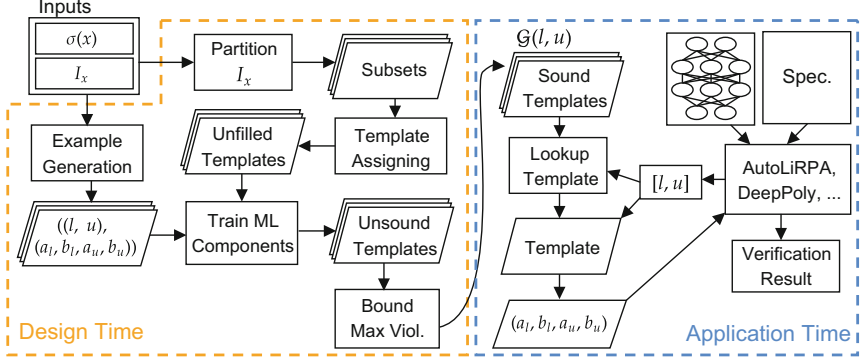 Inputs
σ(x)
I_x
Partition
I_x
Subsets
Example
Generation
Unfilled
Templates
Template
Assigning
((l, u),
(a_l, b_l, a_u, b_u))
Train ML
Components
Unsound
Templates
Bound
Max Viol.
Design Time
𝒢(l, u)
Sound
Templates
Lookup
Template
Template
(a_l, b_l, a_u, b_u)
[l, u]
Spec.
AutoLiRPA,
DeepPoly, ...
Verification
Result
Application Time